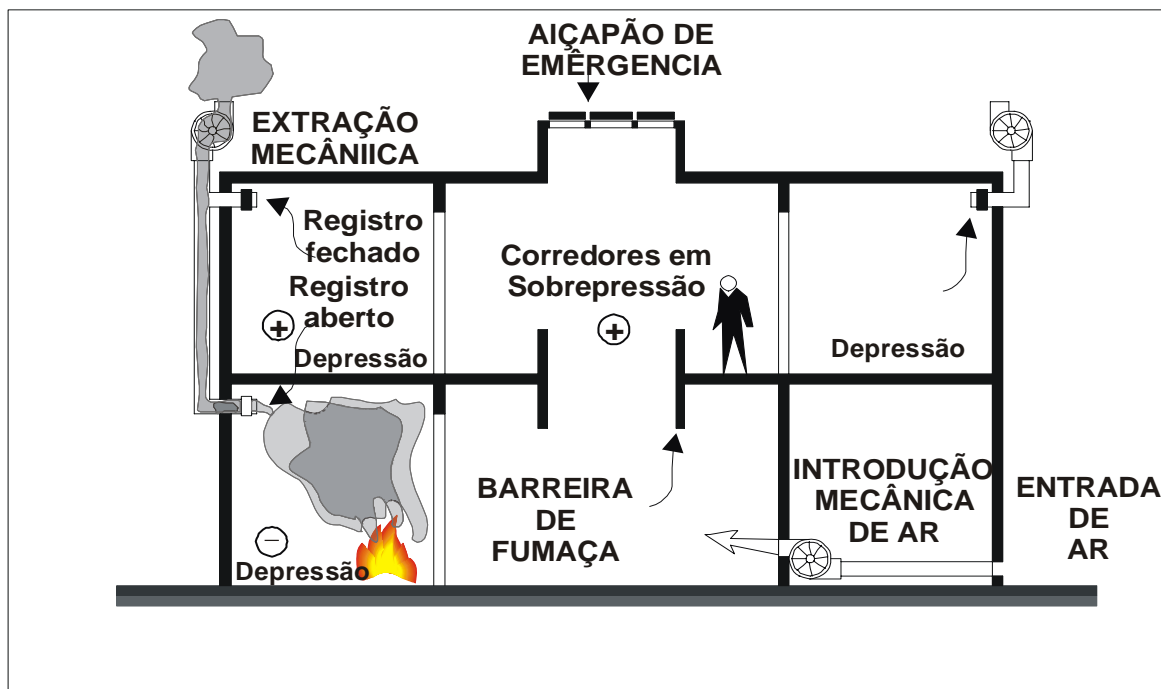 AIÇAPÃO DE
EMÊRGENCIA
EXTRAÇÃO
MECÂNIICA
Registro
fechado
Registro
aberto
+
Depressão
Corredores em
Sobrepressão
+
Depressão
BARREIRA
DE
FUMAÇA
INTRODUÇÃO
MECÂNICA
DE AR
ENTRADA
DE
AR
−
Depressão